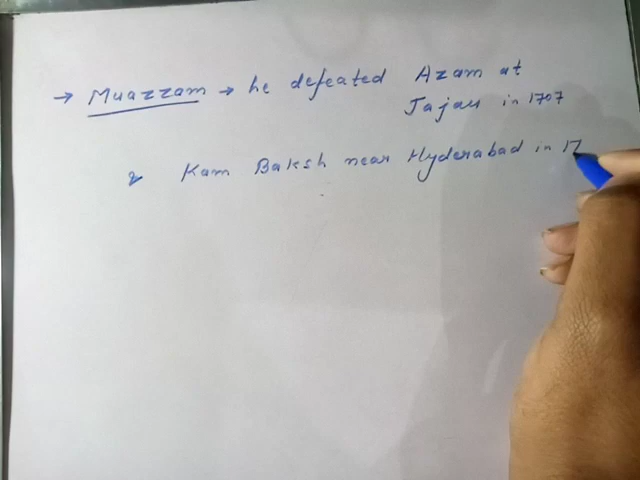 → Muazzam → he defeated Azam at
Jajau in 1707
& Kam Baksh near Hyderabad in 17